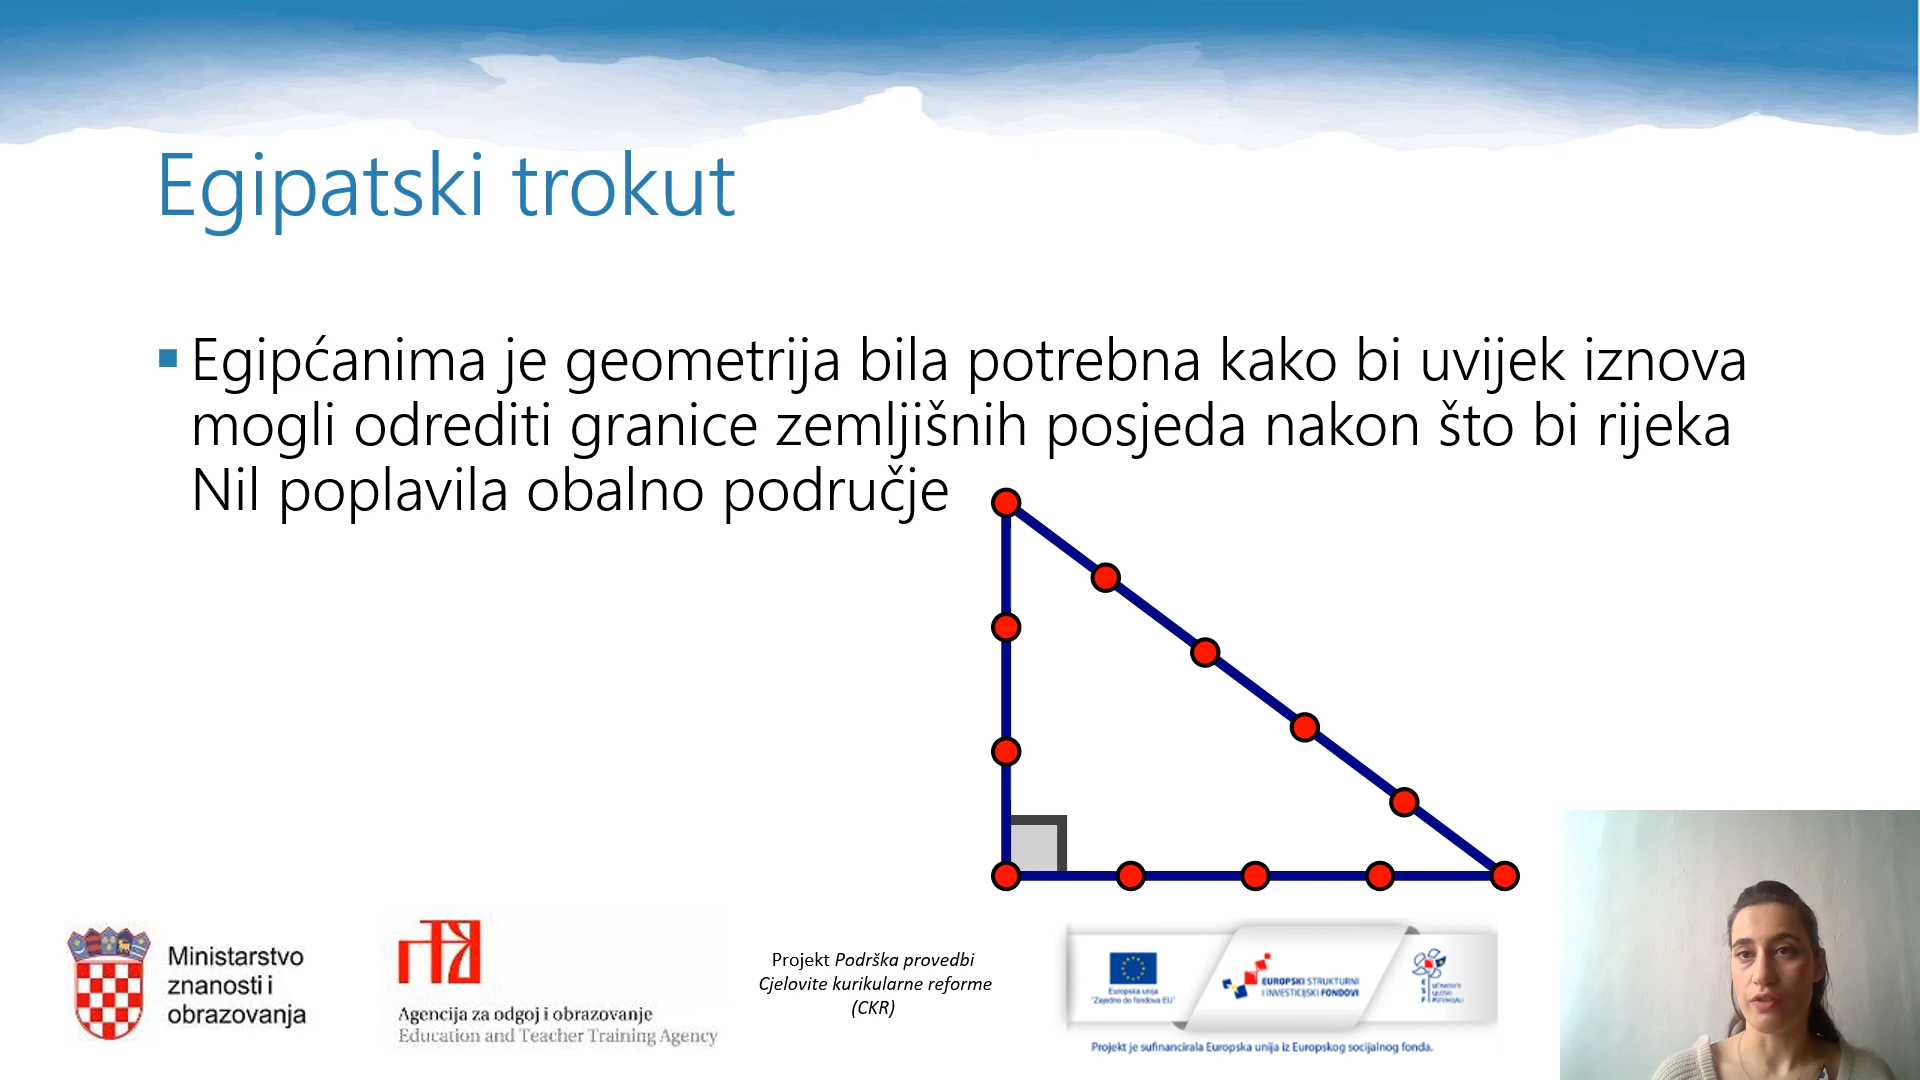 Egipatski trokut
Egipćanima je geometrija bila potrebna kako bi uvijek iznova
mogli odrediti granice zemljišnih posjeda nakon što bi rijeka
Nil poplavila obalno područje
Ministarstvo
znanosti i
obrazovanja
Agencija za odgoj i obrazovanje
Education and Teacher Training Agency
Projekt Podrška provedbi
Cjelovite kurikularne reforme
(CKR)
Europska unija
"Zajedno do fondova EU"
EUROPSKI STRUKTURNI
I INVESTICIJSKI FONDOVI
ESF
Projekt je sufinancirala Europska unija iz Europskog socijalnog fonda.